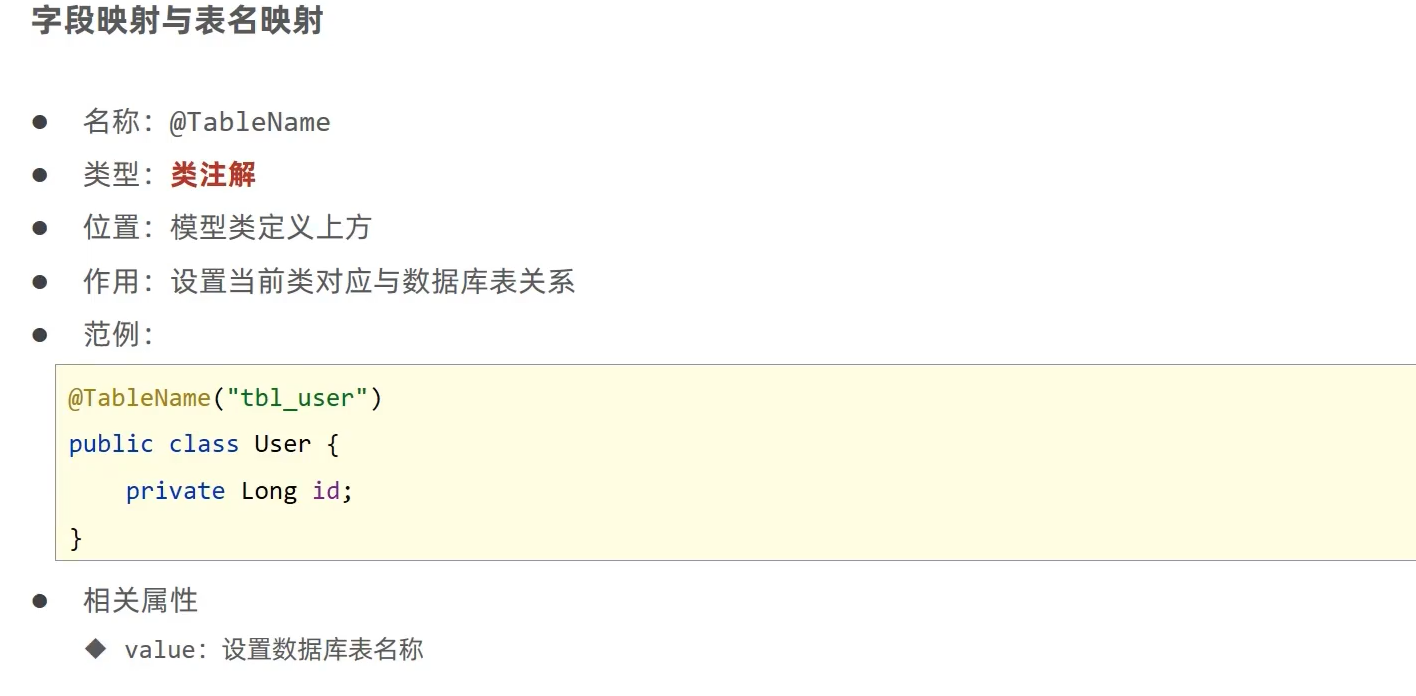 字段映射与表名映射
● 名称：@TableName
● 类型：类注解
● 位置：模型类定义上方
● 作用：设置当前类对应与数据库表关系
● 范例：
@TableName("tbl_user")
public class User {
    private Long id;
}
● 相关属性
◆ value：设置数据库表名称